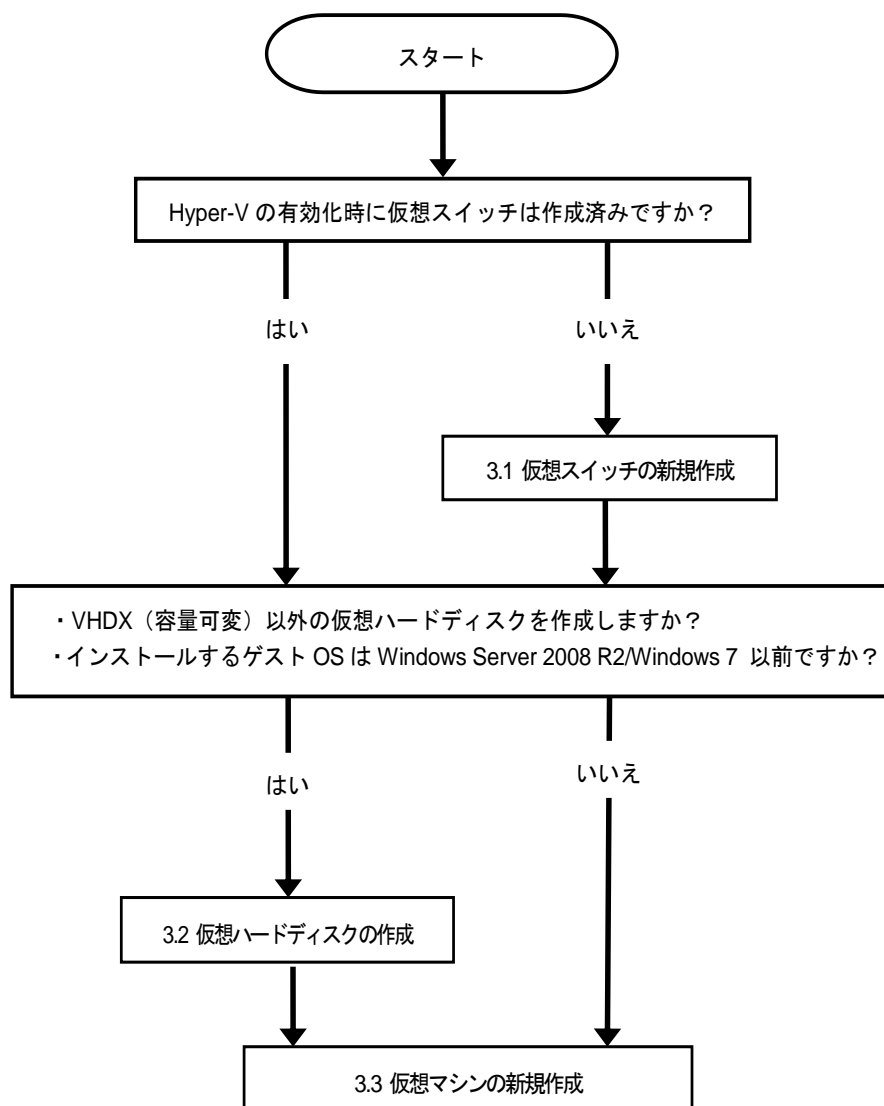 スタート
Hyper-V の有効化時に仮想スイッチは作成済みですか？
はい
いいえ
3.1 仮想スイッチの新規作成
・VHDX（容量可変）以外の仮想ハードディスクを作成しますか？
・インストールするゲスト OS は Windows Server 2008 R2/Windows 7 以前ですか？
はい
いいえ
3.2 仮想ハードディスクの作成
3.3 仮想マシンの新規作成